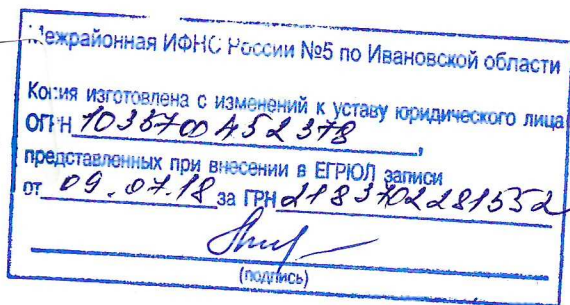 Межрайонная ИФНС России №5 по Ивановской области
Копия изготовлена с изменений к уставу юридического лица
ОГРН 1033700452378,
представленных при внесении в ЕГРЮЛ записи
от 09.07.18 за ГРН 2183702281552
(подпись)